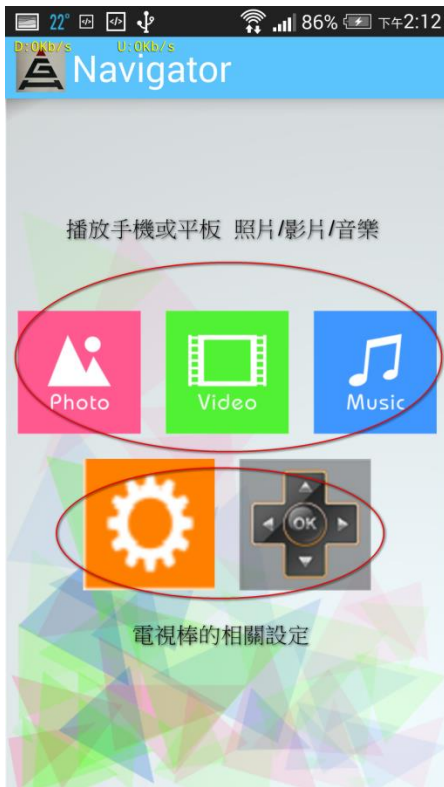 22° 86% 下午2:12
D:0Kb/s U:0Kb/s
Navigator
播放手機或平板 照片/影片/音樂
Photo Video Music
OK
電視棒的相關設定